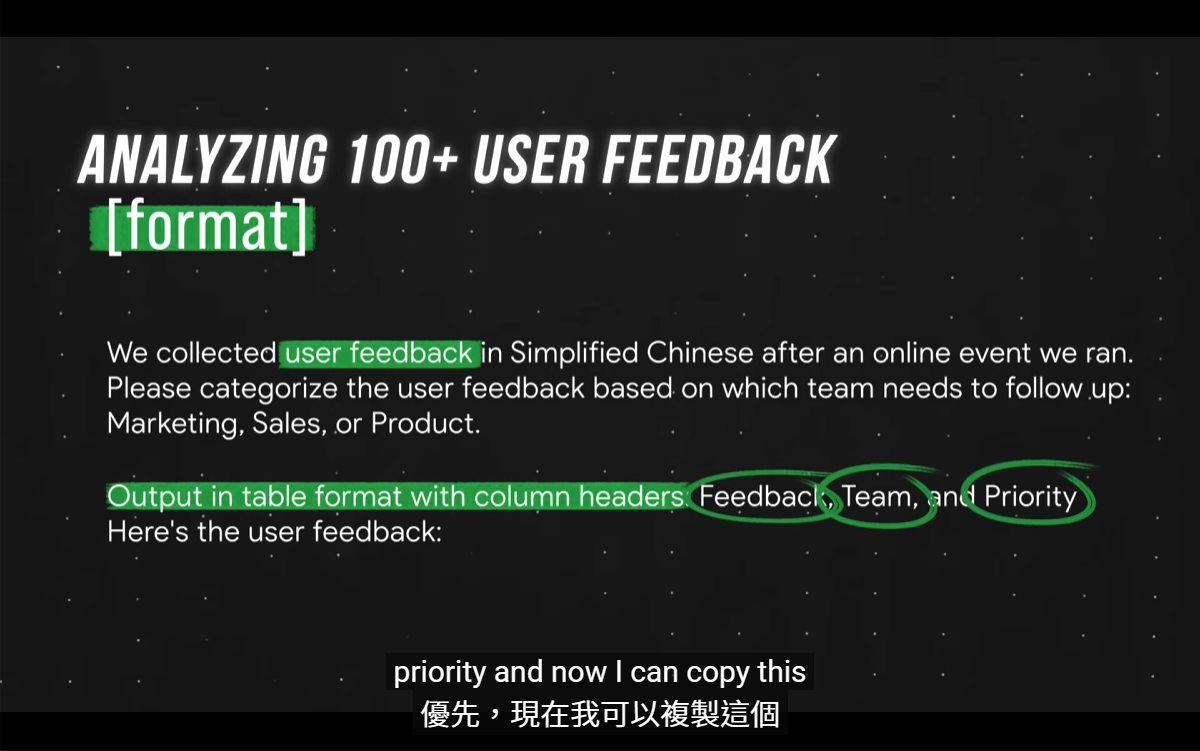 ANALYZING 100+ USER FEEDBACK
[format]
We collected user feedback in Simplified Chinese after an online event we ran.
Please categorize the user feedback based on which team needs to follow up:
Marketing, Sales, or Product.
Output in table format with column headers: Feedback, Team, and Priority
Here's the user feedback:
priority and now I can copy this
優先，現在我可以複製這個